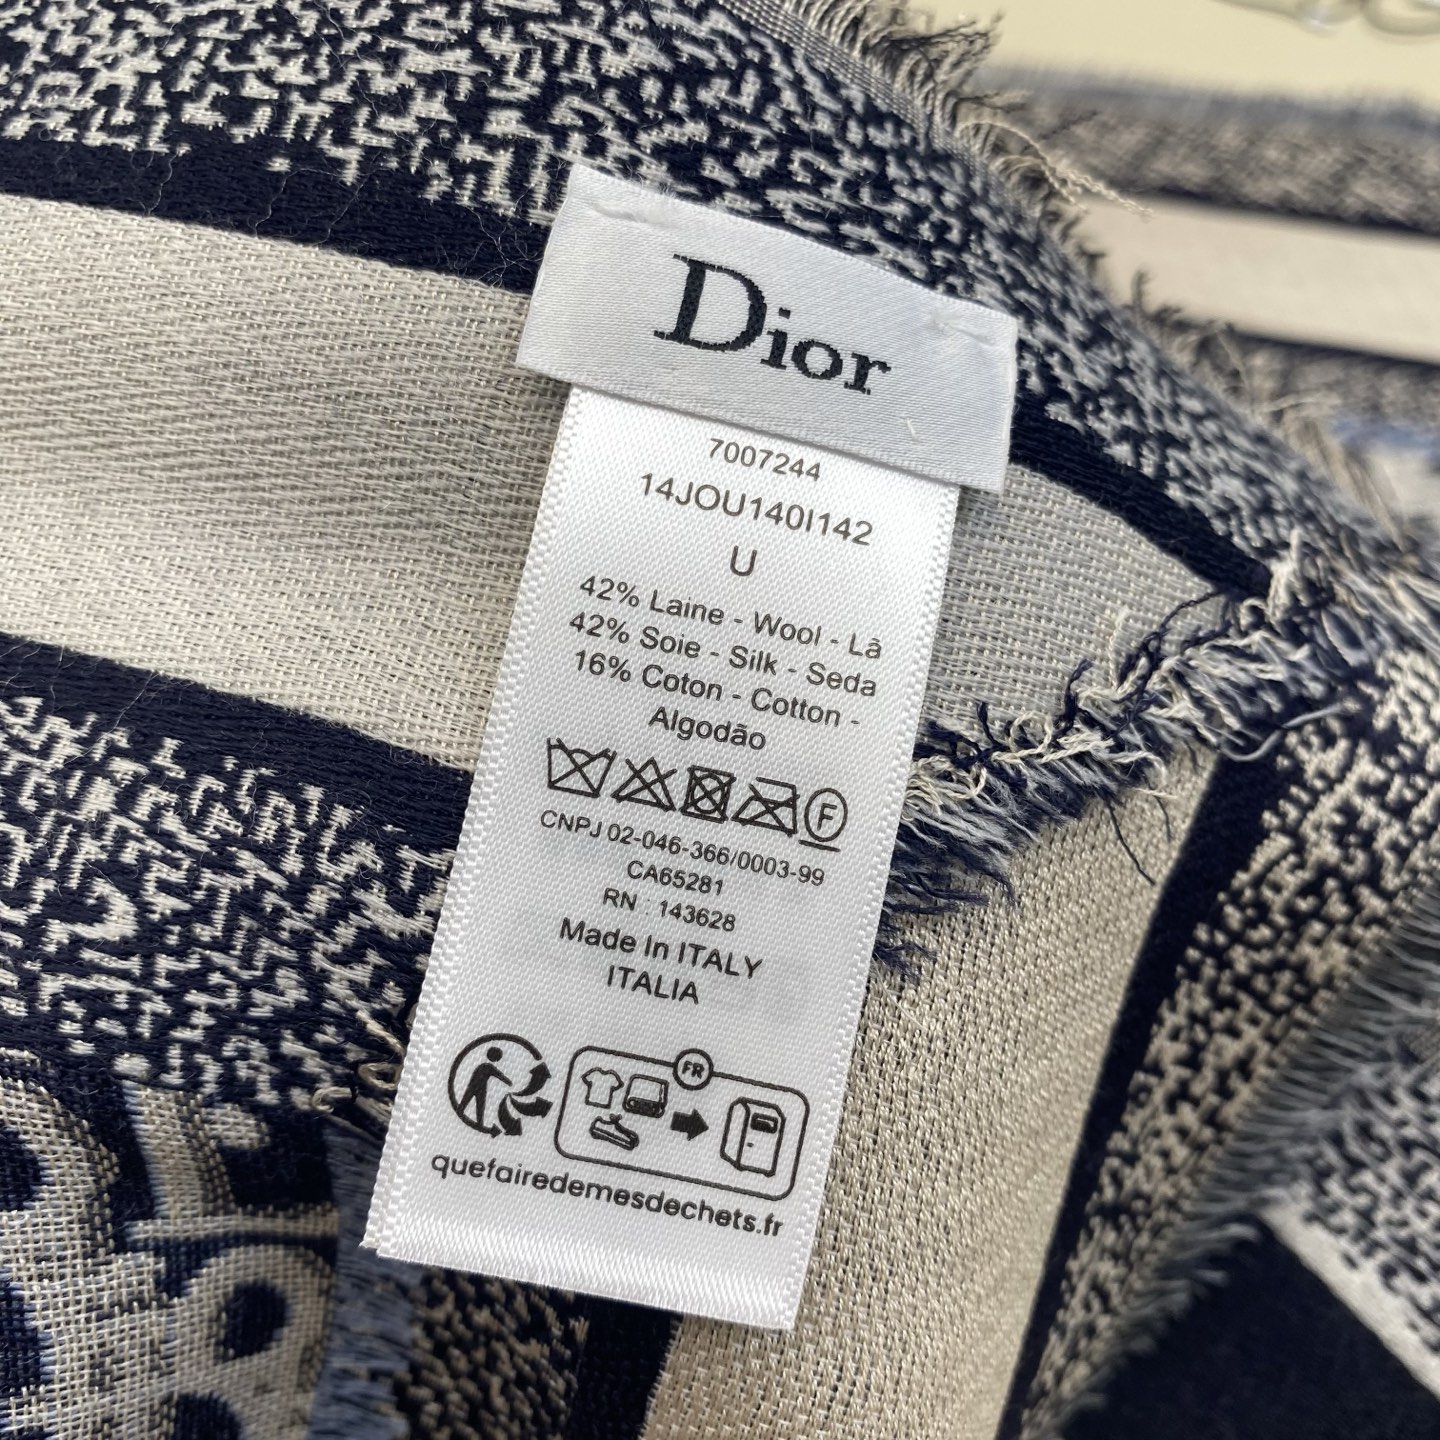 Dior
7007244
14JOU140I142
U
42% Laine - Wool - Lã
42% Soie - Silk - Seda
16% Coton - Cotton -
Algodão
F
CNPJ 02-046-366/0003-99
CA65281
RN : 143628
Made In ITALY
ITALIA
FR
quefairedemesdechets.fr